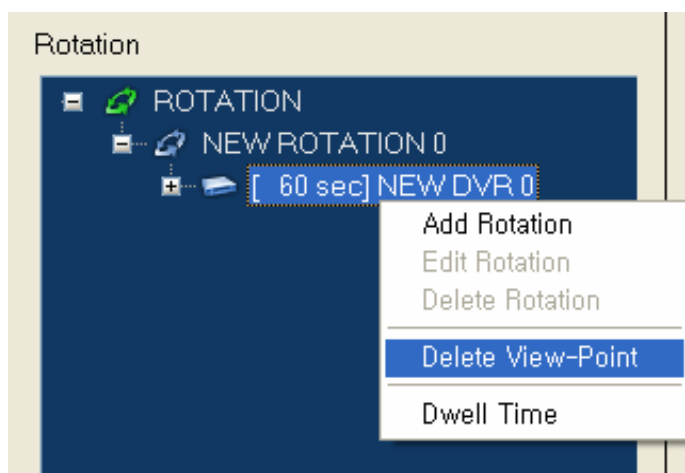 Rotation
ROTATION
NEW ROTATION 0
[ 60 sec] NEW DVR 0
Add Rotation
Edit Rotation
Delete Rotation
Delete View-Point
Dwell Time